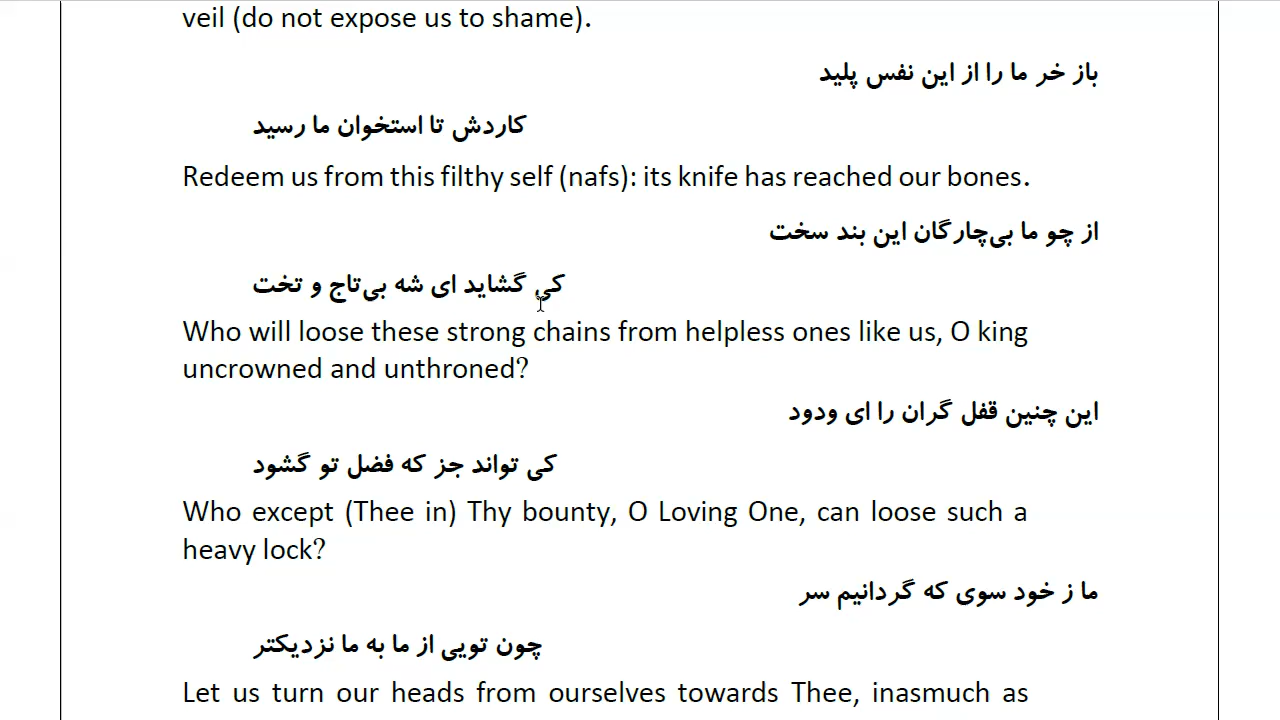 veil (do not expose us to shame).
باز خر ما را از این نفس پلید
کاردش تا استخوان ما رسید
Redeem us from this filthy self (nafs): its knife has reached our bones.
از چو ما بی‌چارگان این بند سخت
کی گشاید ای شه بی‌تاج و تخت
Who will loose these strong chains from helpless ones like us, O king
uncrowned and unthroned?
این چنین قفل گران را ای ودود
کی تواند جز که فضل تو گشود
Who except (Thee in) Thy bounty, O Loving One, can loose such a
heavy lock?
ما ز خود سوی که گردانیم سر
چون تویی از ما به ما نزدیکتر
Let us turn our heads from ourselves towards Thee, inasmuch as